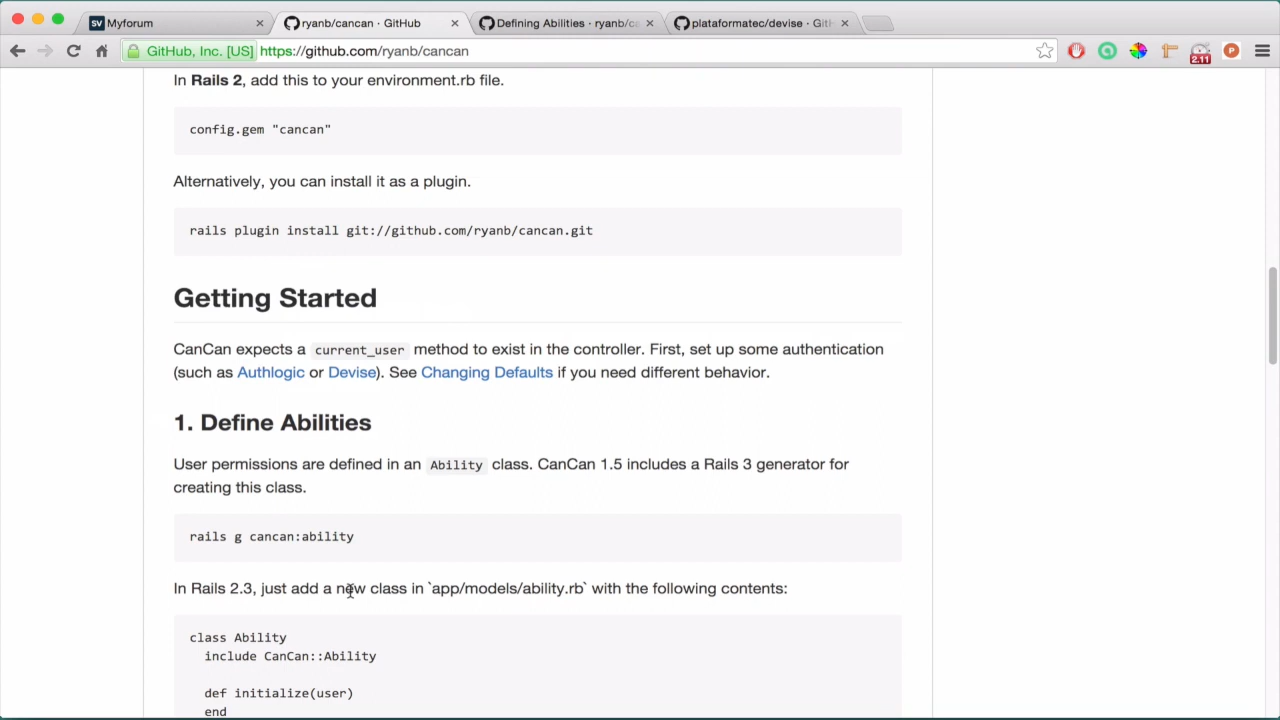 SV Myforum
ryanb/cancan · GitHub
Defining Abilities · ryanb/ca
plataformatec/devise · GitH
GitHub, Inc. [US] https://github.com/ryanb/cancan
2.11
P
In Rails 2, add this to your environment.rb file.
config.gem "cancan"
Alternatively, you can install it as a plugin.
rails plugin install git://github.com/ryanb/cancan.git
Getting Started
CanCan expects a current_user method to exist in the controller. First, set up some authentication
(such as Authlogic or Devise). See Changing Defaults if you need different behavior.
1. Define Abilities
User permissions are defined in an Ability class. CanCan 1.5 includes a Rails 3 generator for
creating this class.
rails g cancan:ability
In Rails 2.3, just add a new class in `app/models/ability.rb` with the following contents:
class Ability
include CanCan::Ability
def initialize(user)
end